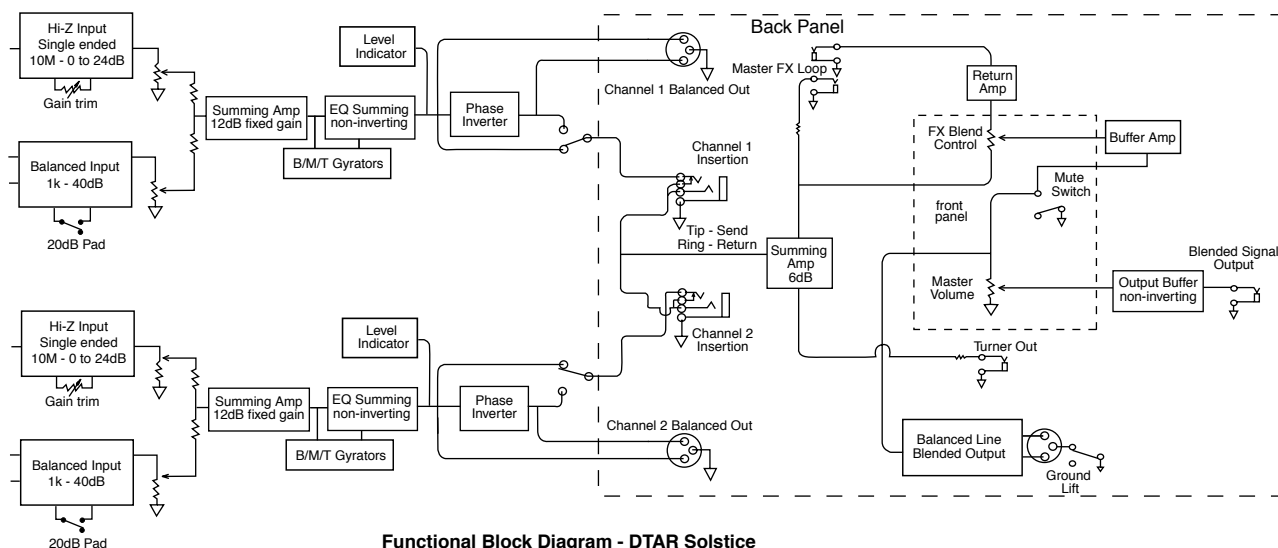 Hi-Z Input
Single ended
10M - 0 to 24dB
Gain trim
Balanced Input
1k - 40dB
20dB Pad
Summing Amp
12dB fixed gain
EQ Summing
non-inverting
B/M/T Gyrators
Level
Indicator
Phase
Inverter
Channel 1 Balanced Out
Back Panel
Master FX Loop
Return
Amp
FX Blend
Control
Buffer Amp
Mute
Switch
front
panel
Channel 1
Insertion
Tip - Send
Ring - Return
Summing
Amp
6dB
Master
Volume
Output Buffer
non-inverting
Blended Signal
Output
Channel 2
Insertion
Turner Out
Hi-Z Input
Single ended
10M - 0 to 24dB
Gain trim
Balanced Input
1k - 40dB
20dB Pad
Summing Amp
12dB fixed gain
EQ Summing
non-inverting
B/M/T Gyrators
Level
Indicator
Phase
Inverter
Channel 2 Balanced Out
Balanced Line
Blended Output
Ground
Lift
Functional Block Diagram - DTAR Solstice